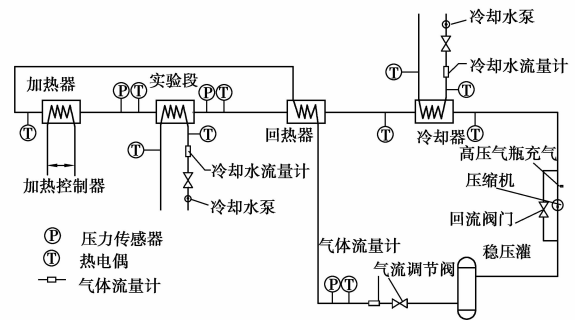 冷却水泵
冷却水流量计
加热器
实验段
T
T
P
T
P
T
回热器
冷却器
T
T
T
T
T
T
高压气瓶充气
压缩机
冷却水流量计
加热控制器
冷却水泵
回流阀门
P 压力传感器
T 热电偶
气体流量计
气体流量计
稳压灌
气流调节阀
P
T